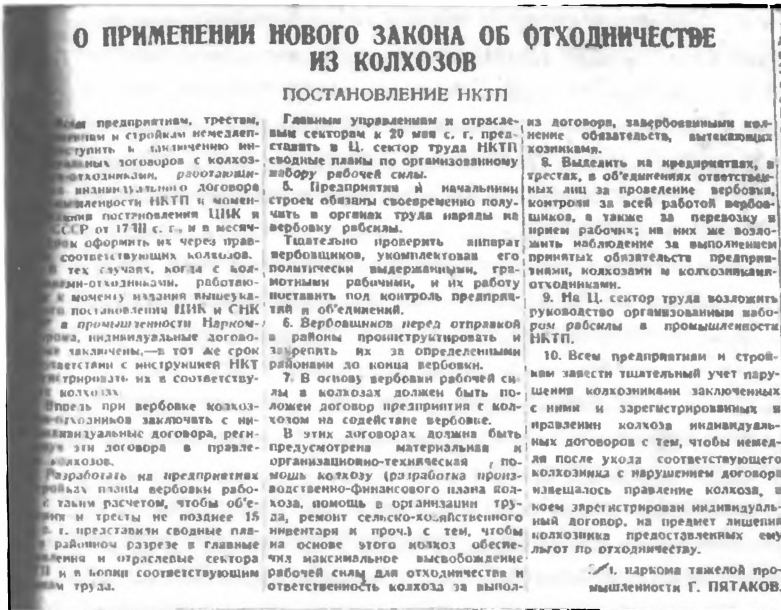 О ПРИМЕНЕНИИ НОВОГО ЗАКОНА ОБ ОТХОДНИЧЕСТВЕ
ИЗ КОЛХОЗОВ
ПОСТАНОВЛЕНИЕ НКТП
предприятиям, трестам,
и стройкам немедлен-
ступить к заключению ин-
договоров с колхоз-
отходниками, работающи-
индивидуального договора
мышленности НКТП к момен-
постановления ЦИК и
СССР от 17/III с. г., и в месяч-
оформить их через прав-
соответствующих колхозов.
тех случаях, когда с кол-
отходниками, работаю-
к моменту издания вышеука-
постановления ЦИК и СНК
в промышленности Нарком-
индивидуальные догово-
заключены,—в тот же срок
с инструкцией НКТ
их в соответству-
колхозах.
Впредь при вербовке колхоз-
заключать с ни-
договора, реги-
эти договора в правле-
колхозов.
Разработать на предприятиях
планы вербовки рабо-
с таким расчетом, чтобы об'е-
и тресты не позднее 15
г. представили сводные пла-
в районном разрезе в главные
и отраслевые сектора
и в копии соответствующим
труда.
Главным управлениям и отрасле-
вым секторам к 20 мая с. г. пред-
ставить в Ц. сектор труда НКТП
сводные планы по организованному
набору рабочей силы.
5. Предприятия и начальники
строек обязаны своевременно полу-
чить в органах труда наряды на
вербовку рабсилы.
Тщательно проверить аппарат
вербовщиков, укомплектовав его
политически выдержанными, гра-
мотными рабочими, и их работу
поставить под контроль предприя-
тий и об'единений.
6. Вербовщиков перед отправкой
в районы проинструктировать и
закрепить их за определенными
районами до конца вербовки.
7. В основу вербовки рабочей си-
лы в колхозах должен быть по-
ложен договор предприятия с кол-
хозом на содействие вербовке.
В этих договорах должна быть
предусмотрена материальная и
организационно-техническая по-
мощь колхозу (разработка произ-
водственно-финансового плана кол-
хоза, помощь в организации тру-
да, ремонт сельско-хозяйственного
инвентаря и проч.) с тем, чтобы
на основе этого колхоз обеспе-
чил максимальное высвобождение
рабочей силы для отходничества и
ответственность колхоза за выпол-
нение обязательств, вытекающих
из договора, завербованными кол-
хозниками.
8. Выделить на предприятиях, в
трестах, в об'единениях ответствен-
ных лиц за проведение вербовки,
контроля за всей работой вербов-
щиков, а также за перевозку и
прием рабочих; на них же возло-
жить наблюдение за выполнением
принятых обязательств предприя-
тиями, колхозами и колхозниками-
отходниками.
9. На Ц. сектор труда возложить
руководство организованным набо-
ром рабсилы в промышленности
НКТП.
10. Всем предприятиям и строй-
кам завести тщательный учет нару-
шения колхозниками заключенных
с ними и зарегистрированных в
правлении колхоза индивидуаль-
ных договоров с тем, чтобы немед-
ля после ухода соответствующего
колхозника с нарушением договора
извещалось правление колхоза, в
коем зарегистрирован индивидуаль-
ный договор, на предмет лишения
колхозника предоставленных ему
льгот по отходничеству.
наркома тяжелой про-
мышленности Г. ПЯТАКОВ.